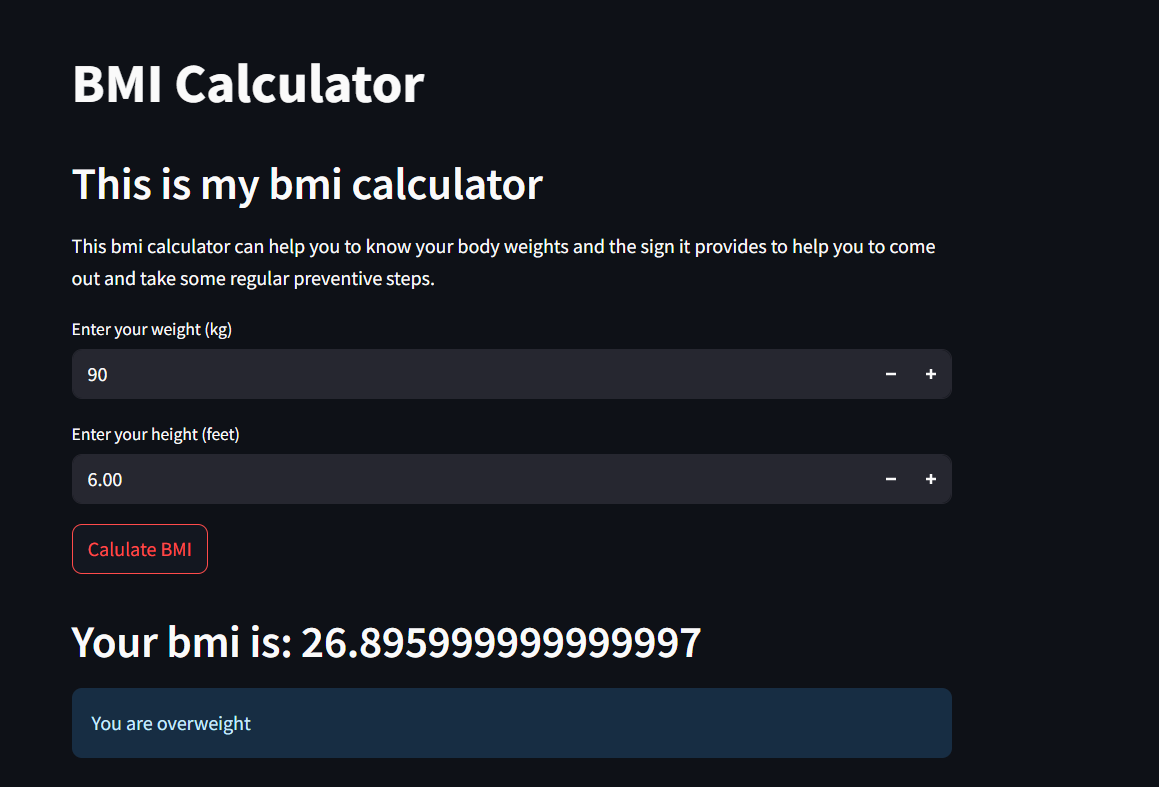 BMI Calculator
This is my bmi calculator
This bmi calculator can help you to know your body weights and the sign it provides to help you to come
out and take some regular preventive steps.
Enter your weight (kg)
90
Enter your height (feet)
6.00
Calulate BMI
Your bmi is: 26.895999999999997
You are overweight